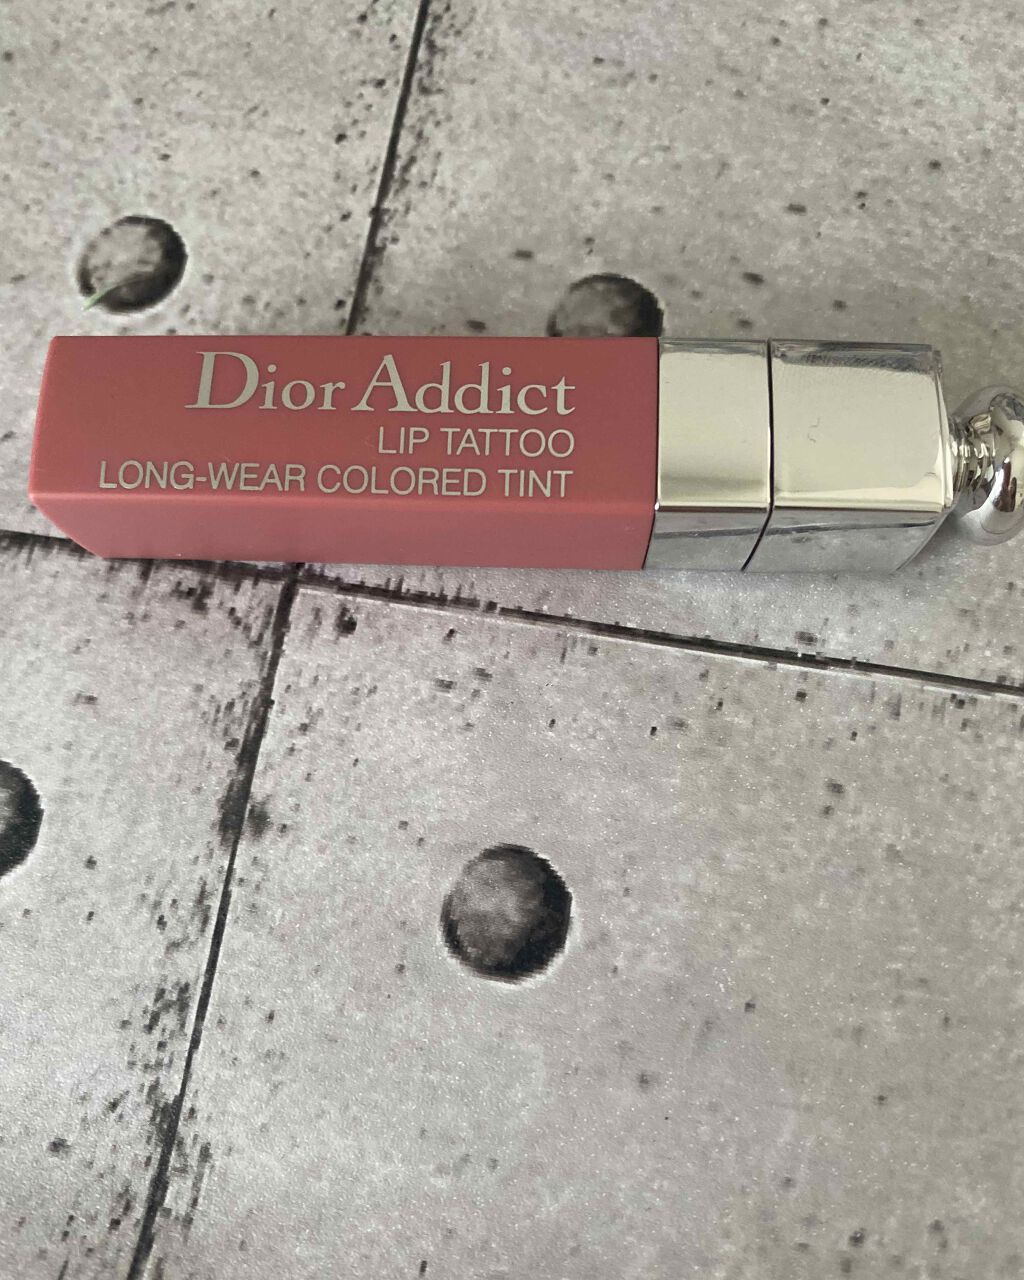 Dior Addict
LIP TATTOO
LONG-WEAR COLORED TINT